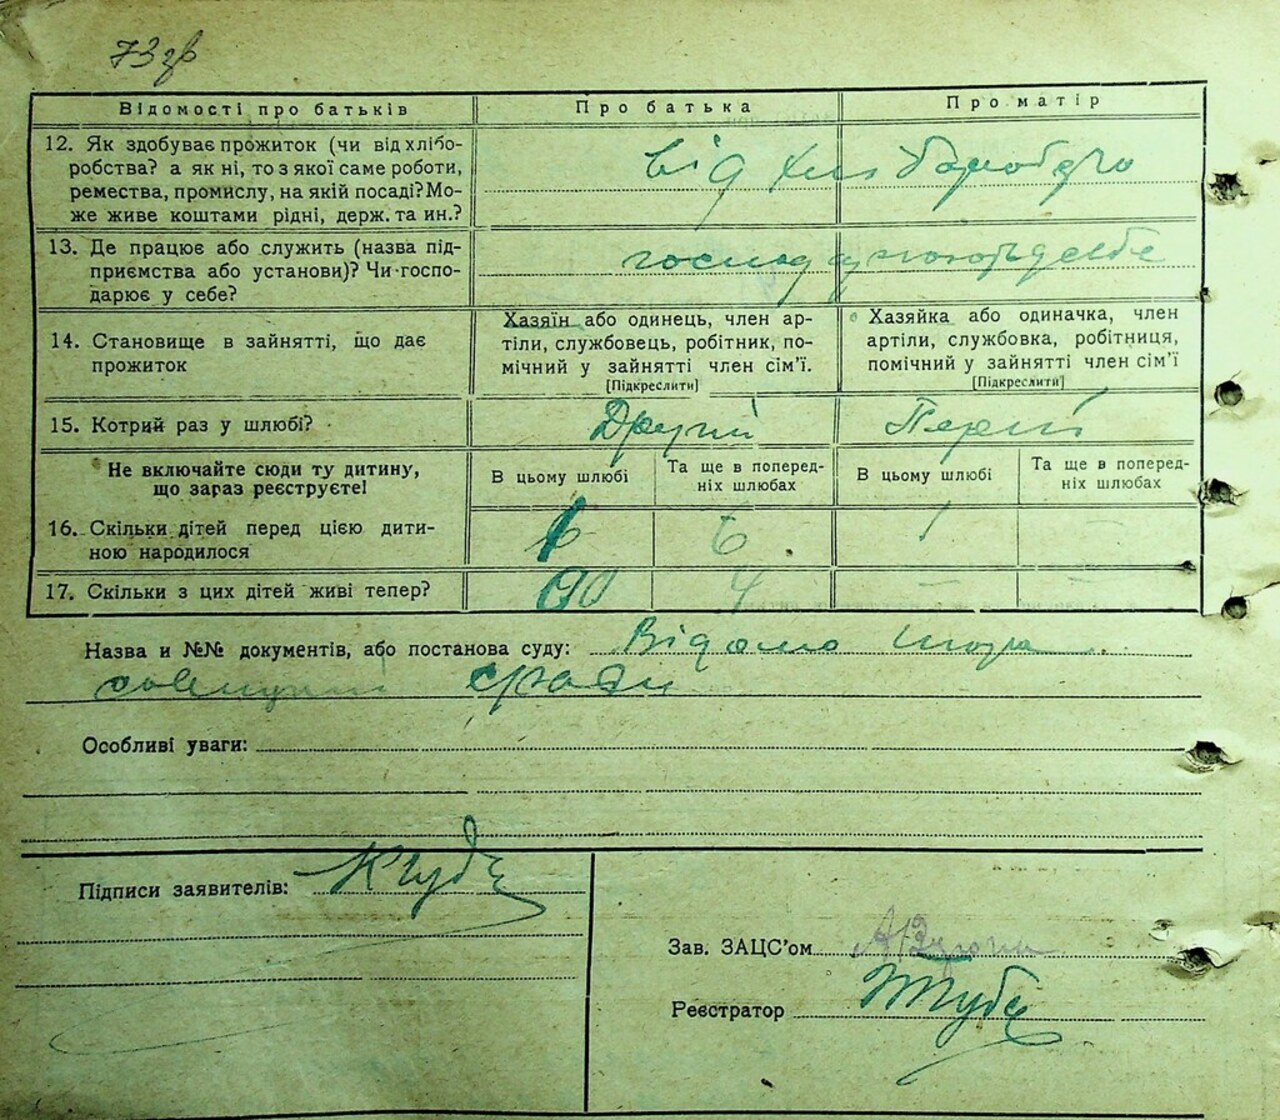 73 зв
Відомості про батьків
Про батька
Про матір
12. Як здобуває прожиток (чи від хлібо-
робства? а як ні, то з якої саме роботи,
ремества, промислу, на якій посаді? Мо-
же живе коштами рідні, держ. та ин.?
від
13. Де працює або служить (назва під-
приємства або установи)? Чи госпо-
дарює у себе?
14. Становище в зайнятті, що дає
прожиток
Хазяїн або одинець, член ар-
тіли, службовець, робітник, по-
мічний у зайнятті член сім'ї.
[Підкреслити]
Хазяйка або одиначка, член
артіли, службовка, робітниця,
помічний у зайнятті член сім'ї
[Підкреслити]
15. Котрий раз у шлюбі?
Другий
Перший
Не включайте сюди ту дитину,
що зараз реєструєте!
В цьому шлюбі
Та ще в поперед-
ніх шлюбах
В цьому шлюбі
Та ще в поперед-
ніх шлюбах
16. Скільки дітей перед цією дити-
ною народилося
6
1
17. Скільки з цих дітей живі тепер?
4
Назва и №№ документів, або постанова суду: Відомо
Особливі уваги:
Підписи заявителів:
Зав. ЗАЦС'ом
Реєстратор